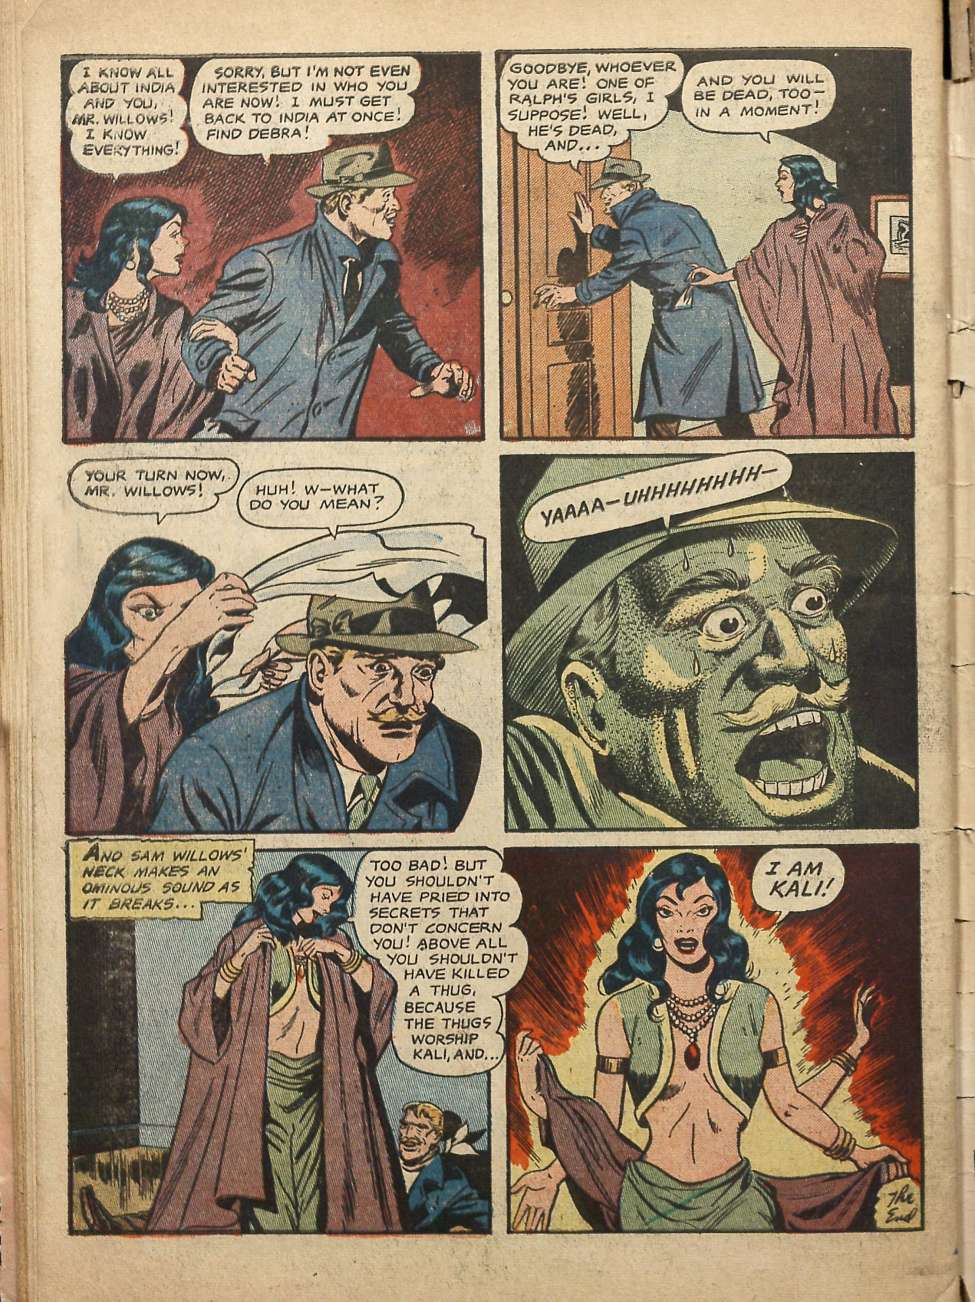 I KNOW ALL
ABOUT INDIA
AND YOU,
MR. WILLOWS!
I KNOW
EVERYTHING!
SORRY, BUT I'M NOT EVEN
INTERESTED IN WHO YOU
ARE NOW! I MUST GET
BACK TO INDIA AT ONCE!
FIND DEBRA!
GOODBYE, WHOEVER
YOU ARE! ONE OF
RALPH'S GIRLS, I
SUPPOSE! WELL,
HE'S DEAD,
AND...
AND YOU WILL
BE DEAD, TOO-
IN A MOMENT!
YOUR TURN NOW,
MR. WILLOWS!
HUH! W-WHAT
DO YOU MEAN?
YAAAA-UHHHHHHHH-
AND SAM WILLOWS'
NECK MAKES AN
OMINOUS SOUND AS
IT BREAKS...
TOO BAD! BUT
YOU SHOULDN'T
HAVE PRIED INTO
SECRETS THAT
DON'T CONCERN
YOU! ABOVE ALL
YOU SHOULDN'T
HAVE KILLED
A THUG,
BECAUSE
THE THUGS
WORSHIP
KALI, AND...
I AM
KALI!
The
End